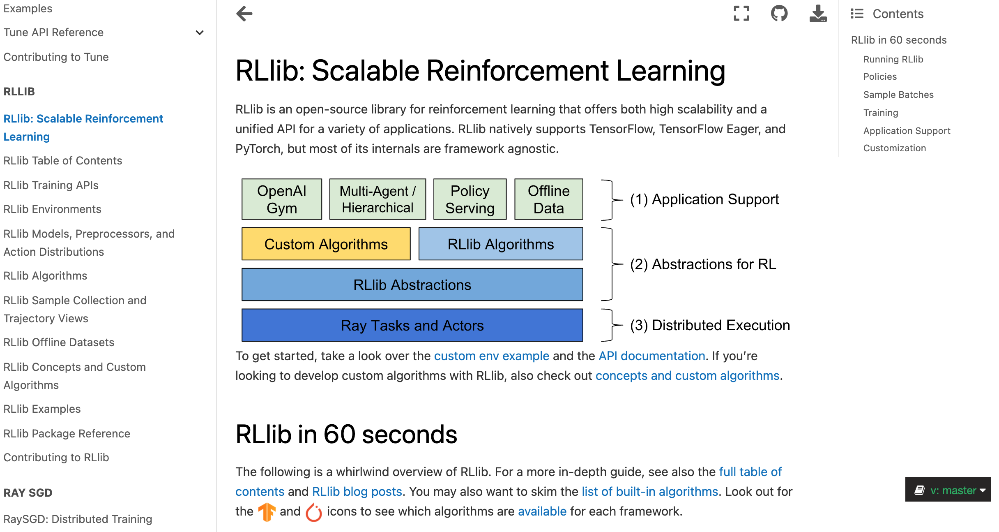 Examples
Tune API Reference
Contributing to Tune
RLLIB
RLlib: Scalable Reinforcement
Learning
RLlib Table of Contents
RLlib Training APIs
RLlib Environments
RLlib Models, Preprocessors, and
Action Distributions
RLlib Algorithms
RLlib Sample Collection and
Trajectory Views
RLlib Offline Datasets
RLlib Concepts and Custom
Algorithms
RLlib Examples
RLlib Package Reference
Contributing to RLlib
RAY SGD
RaySGD: Distributed Training
RLlib: Scalable Reinforcement Learning
RLlib is an open-source library for reinforcement learning that offers both high scalability and a
unified API for a variety of applications. RLlib natively supports TensorFlow, TensorFlow Eager, and
PyTorch, but most of its internals are framework agnostic.
OpenAI
Gym
Multi-Agent /
Hierarchical
Policy
Serving
Offline
Data
(1) Application Support
Custom Algorithms
RLlib Algorithms
(2) Abstractions for RL
RLlib Abstractions
Ray Tasks and Actors
(3) Distributed Execution
To get started, take a look over the custom env example and the API documentation. If you’re
looking to develop custom algorithms with RLlib, also check out concepts and custom algorithms.
RLlib in 60 seconds
The following is a whirlwind overview of RLlib. For a more in-depth guide, see also the full table of
contents and RLlib blog posts. You may also want to skim the list of built-in algorithms. Look out for
the and icons to see which algorithms are available for each framework.
Contents
RLlib in 60 seconds
Running RLlib
Policies
Sample Batches
Training
Application Support
Customization
v: master